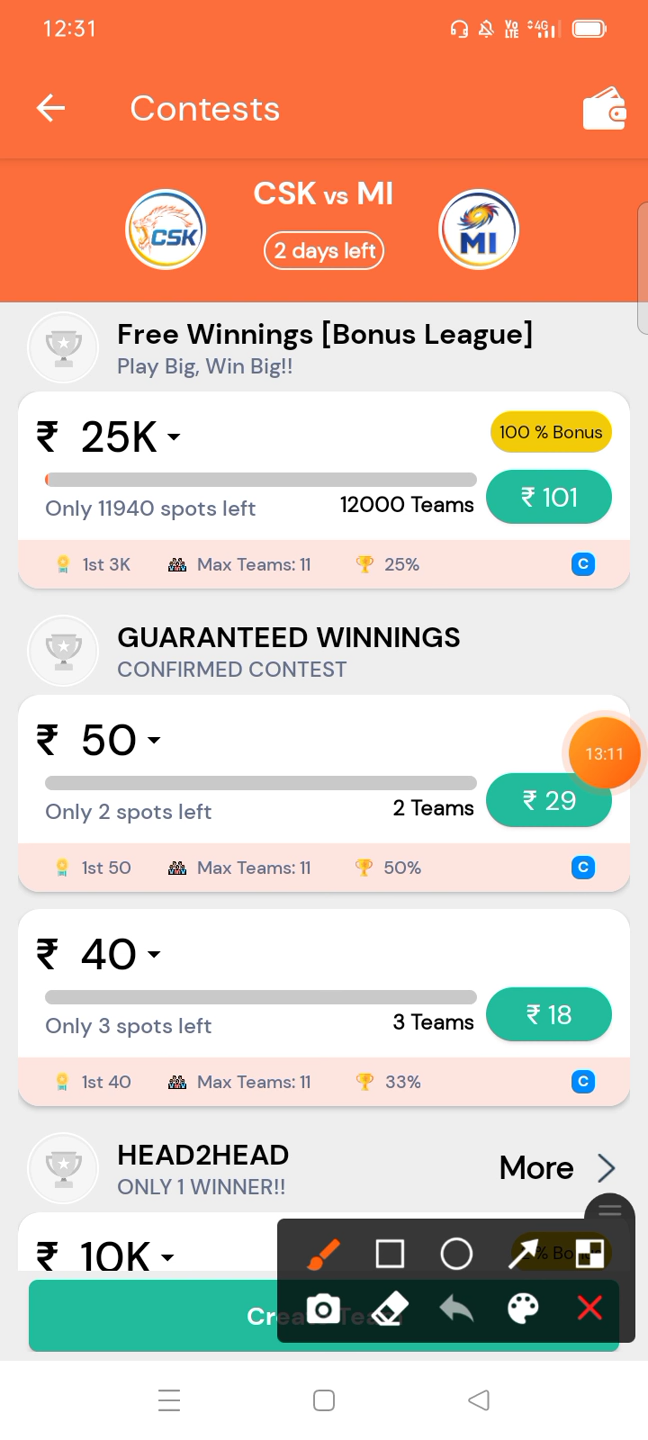 12:31
Vo LTE 4G
Contests
CSK vs MI
CSK
MI
2 days left
Free Winnings [Bonus League]
Play Big, Win Big!!
₹ 25K
100 % Bonus
Only 11940 spots left
12000 Teams
₹ 101
1st 3K
Max Teams: 11
25%
C
GUARANTEED WINNINGS
CONFIRMED CONTEST
₹ 50
13:11
Only 2 spots left
2 Teams
₹ 29
1st 50
Max Teams: 11
50%
C
₹ 40
Only 3 spots left
3 Teams
₹ 18
1st 40
Max Teams: 11
33%
C
HEAD2HEAD
More
ONLY 1 WINNER!!
₹ 10K